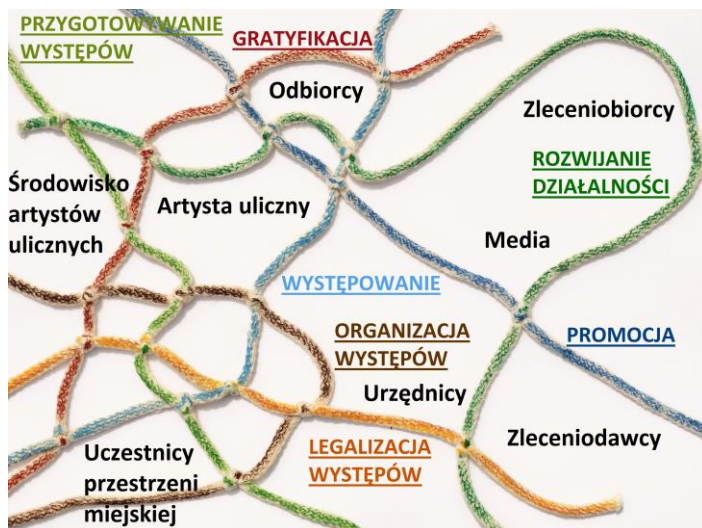 PRZYGOTOWYWANIE
WYSTĘPÓW
GRATYFIKACJA
Odbiorcy
Zleceniobiorcy
ROZWIJANIE
DZIAŁALNOŚCI
Środowisko
artystów
ulicznych
Artysta uliczny
Media
WYSTĘPOWANIE
ORGANIZACJA
WYSTĘPÓW
PROMOCJA
Urzędnicy
LEGALIZACJA
WYSTĘPÓW
Zleceniodawcy
Uczestnicy
przestrzeni
miejskiej